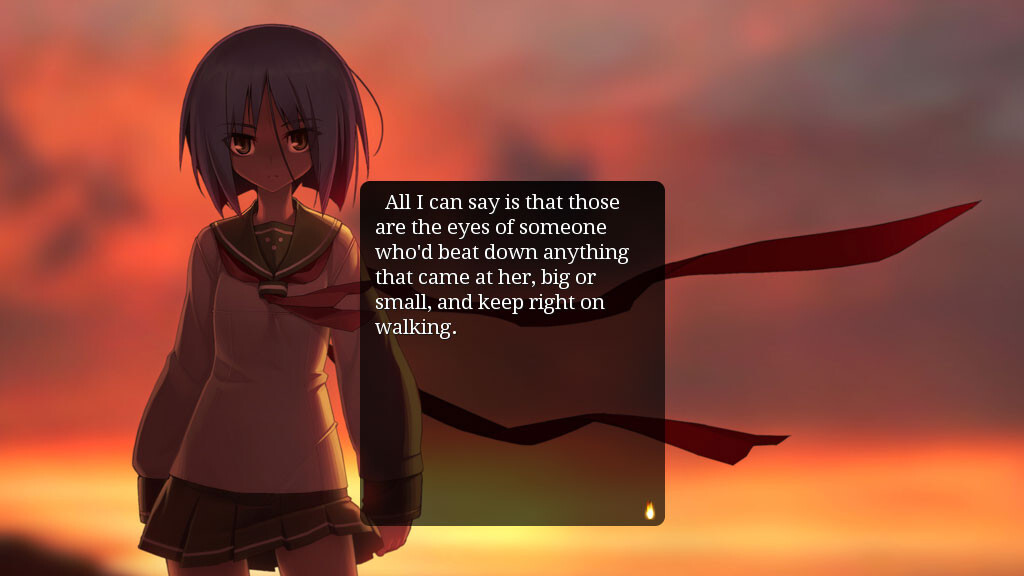 All I can say is that those
are the eyes of someone
who'd beat down anything
that came at her, big or
small, and keep right on
walking.